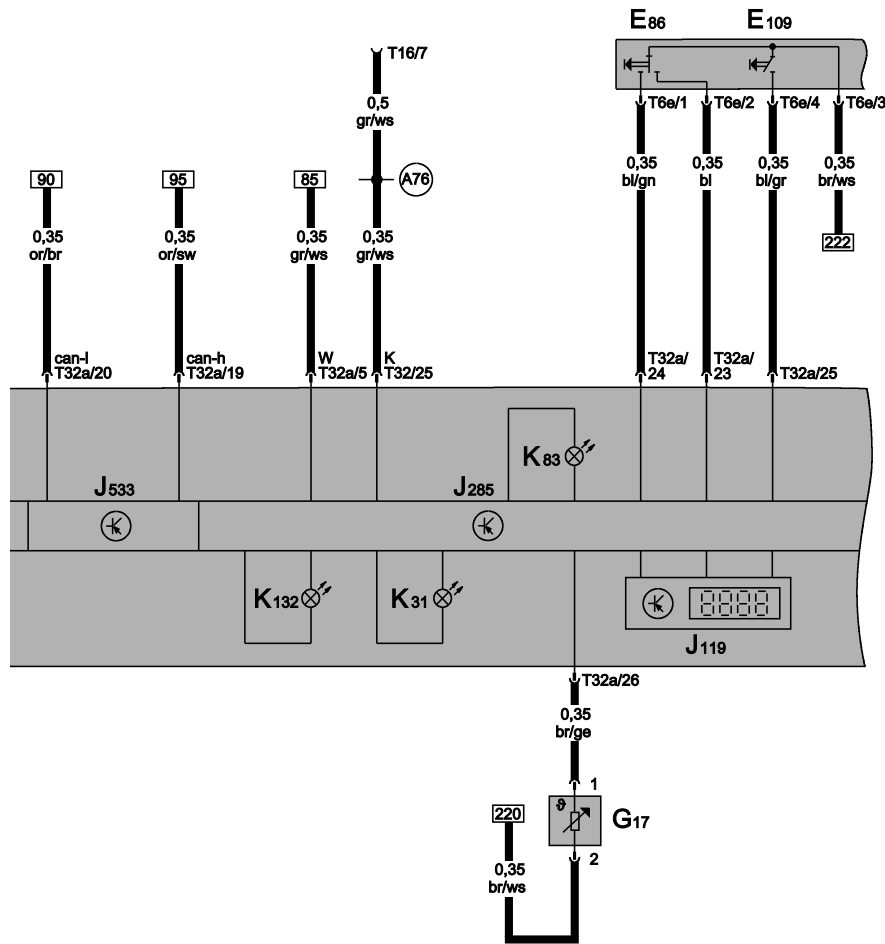 E86
E109
T16/7
T6e/1
T6e/2
T6e/4
T6e/3
0,5
gr/ws
0,35
bl/gn
0,35
bl
0,35
bl/gr
0,35
br/ws
90
95
85
A76
0,35
or/br
0,35
or/sw
0,35
gr/ws
0,35
gr/ws
222
can-l
T32a/20
can-h
T32a/19
W
T32a/5
K
T32/25
T32a/
24
T32a/
23
T32a/25
K83
J533
J285
K132
K31
8888
J119
T32a/26
0,35
br/ge
1
220
ϑ
G17
2
0,35
br/ws